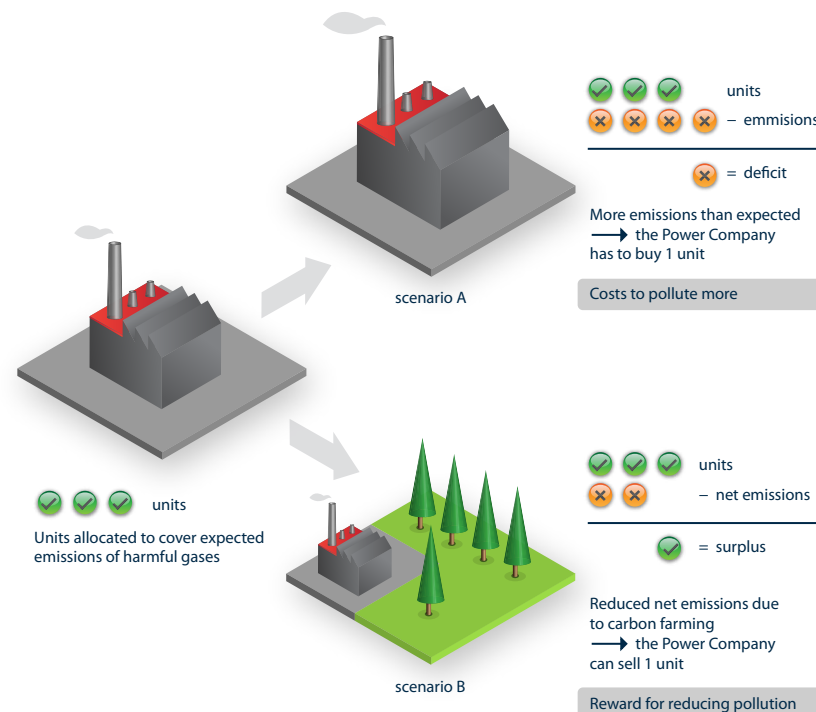 units
Units allocated to cover expected
emissions of harmful gases
scenario A
units
– emmisions
= deficit
More emissions than expected
→ the Power Company
has to buy 1 unit
Costs to pollute more
scenario B
units
– net emissions
= surplus
Reduced net emissions due
to carbon farming
→ the Power Company
can sell 1 unit
Reward for reducing pollution